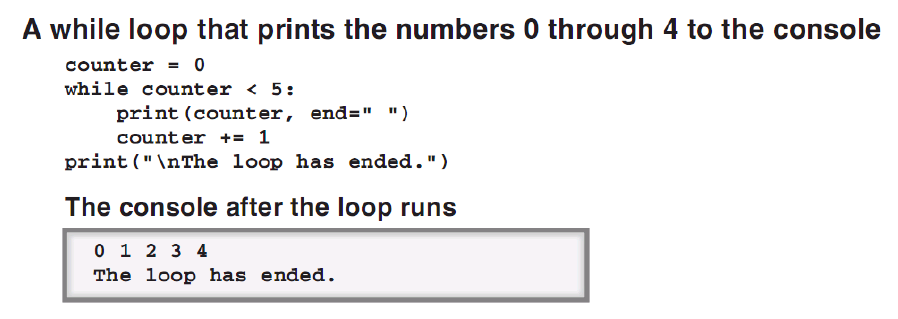 A while loop that prints the numbers 0 through 4 to the console
counter = 0
while counter < 5:
    print(counter, end=" ")
    counter += 1
print("\nThe loop has ended.")
The console after the loop runs
0 1 2 3 4
The loop has ended.